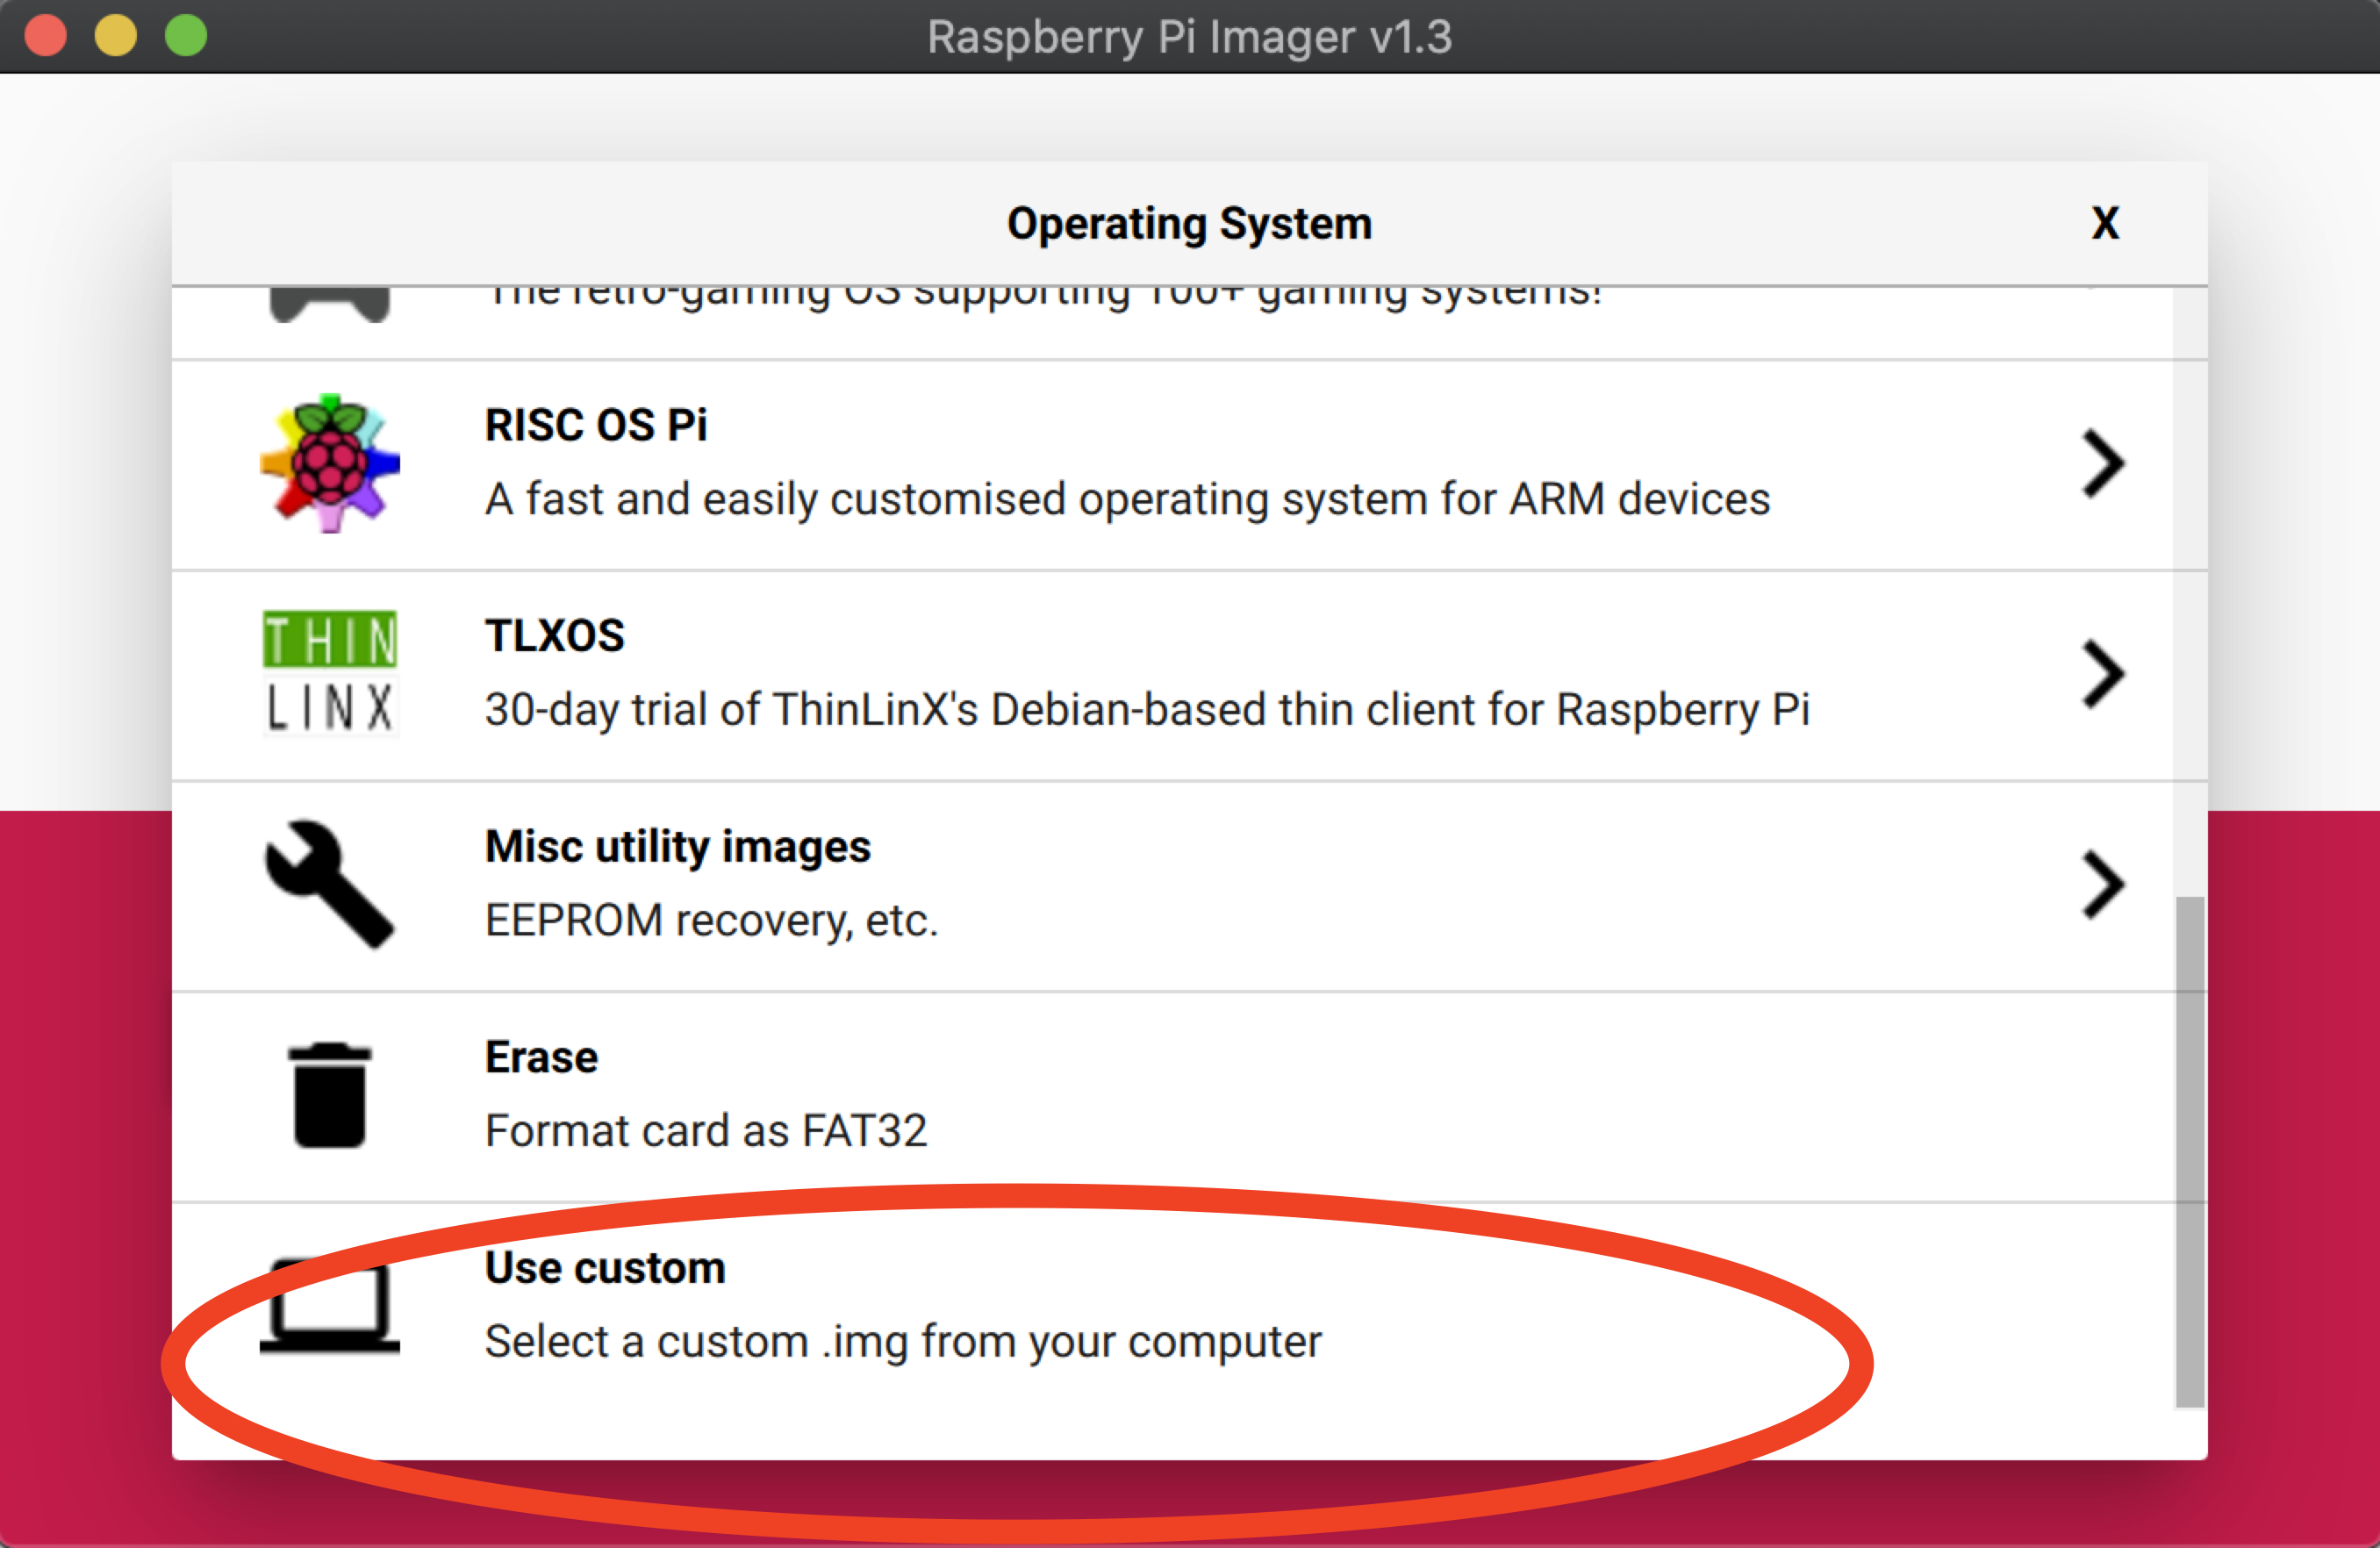 Raspberry Pi Imager v1.3
Operating System
X
The retro-gaming OS supporting 100+ gaming systems!
RISC OS Pi
A fast and easily customised operating system for ARM devices
THIN
LINX
TLXOS
30-day trial of ThinLinX's Debian-based thin client for Raspberry Pi
Misc utility images
EEPROM recovery, etc.
Erase
Format card as FAT32
Use custom
Select a custom .img from your computer